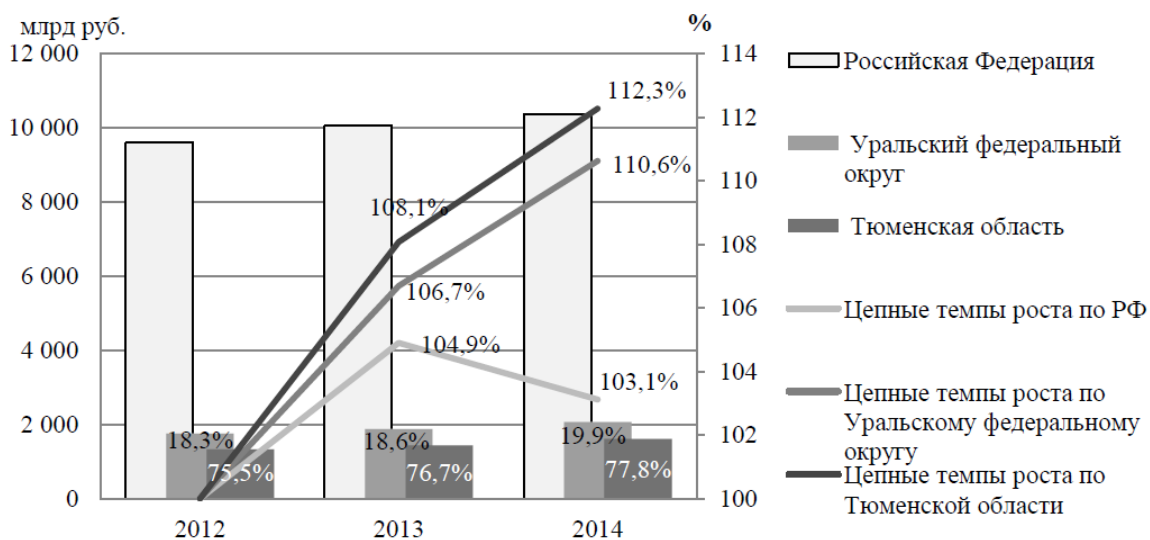 млрд руб.
%
12 000
10 000
8 000
6 000
4 000
2 000
0
114
112
110
108
106
104
102
100
112,3%
110,6%
108,1%
106,7%
104,9%
103,1%
18,3%
75,5%
18,6%
76,7%
19,9%
77,8%
2012
2013
2014
Российская Федерация
Уральский федеральный
округ
Тюменская область
Цепные темпы роста по РФ
Цепные темпы роста по
Уральскому федеральному
округу
Цепные темпы роста по
Тюменской области